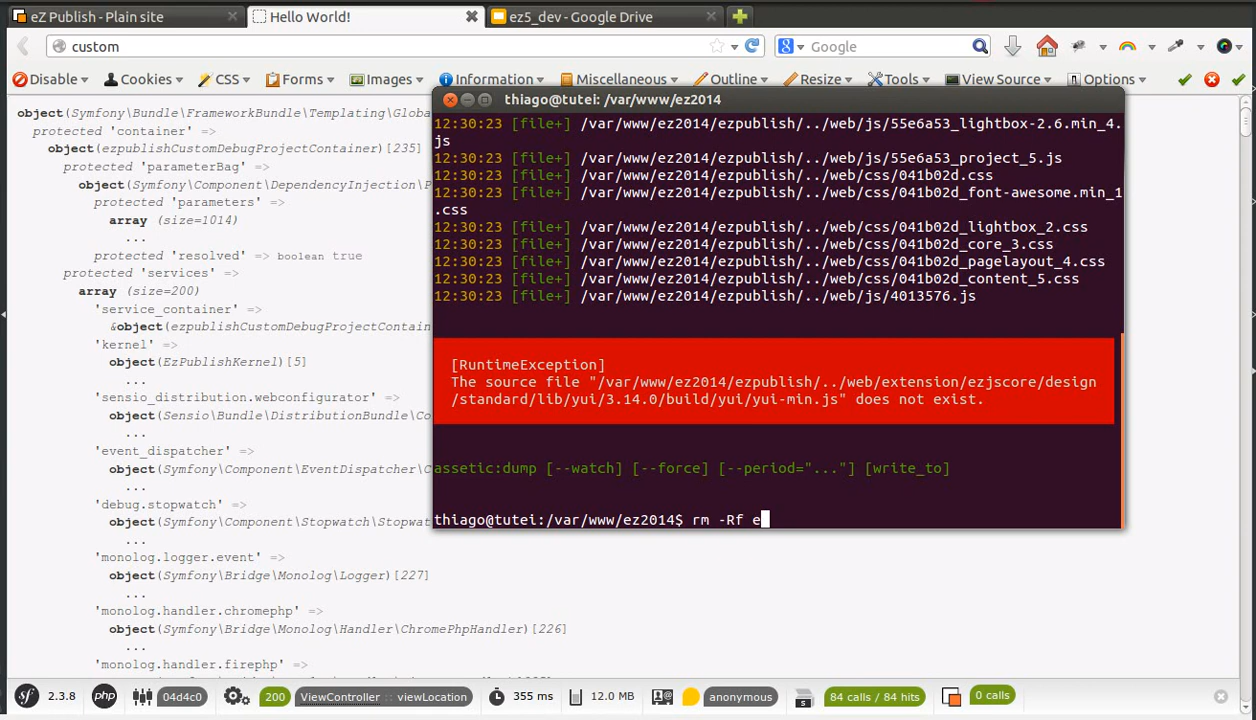 eZ Publish - Plain site
Hello World!
ez5_dev - Google Drive
custom
Google
Disable Cookies CSS Forms Images Information Miscellaneous Outline Resize Tools View Source Options
object(Symfony\Bundle\FrameworkBundle\Templating\Globa
protected 'container' =>
object(ezpublishCustomDebugProjectContainer)[235]
protected 'parameterBag' =>
object(Symfony\Component\DependencyInjection\P
protected 'parameters' =>
array (size=1014)
...
protected 'resolved' => boolean true
protected 'services' =>
array (size=200)
'service_container' =>
&object(ezpublishCustomDebugProjectContain
'kernel' =>
object(EzPublishKernel)[5]
...
'sensio_distribution.webconfigurator' =>
object(Sensio\Bundle\DistributionBundle\Co
...
'event_dispatcher' =>
object(Symfony\Component\EventDispatcher\C
...
'debug.stopwatch' =>
object(Symfony\Component\Stopwatch\Stopwat
...
'monolog.logger.event' =>
object(Symfony\Bridge\Monolog\Logger)[227]
...
'monolog.handler.chromephp' =>
object(Symfony\Bridge\Monolog\Handler\ChromePhpHandler)[226]
...
'monolog.handler.firephp' =>
thiago@tutei: /var/www/ez2014
12:30:23 [file+] /var/www/ez2014/ezpublish/../web/js/55e6a53_lightbox-2.6.min_4.
js
12:30:23 [file+] /var/www/ez2014/ezpublish/../web/js/55e6a53_project_5.js
12:30:23 [file+] /var/www/ez2014/ezpublish/../web/css/041b02d.css
12:30:23 [file+] /var/www/ez2014/ezpublish/../web/css/041b02d_font-awesome.min_1
.css
12:30:23 [file+] /var/www/ez2014/ezpublish/../web/css/041b02d_lightbox_2.css
12:30:23 [file+] /var/www/ez2014/ezpublish/../web/css/041b02d_core_3.css
12:30:23 [file+] /var/www/ez2014/ezpublish/../web/css/041b02d_pagelayout_4.css
12:30:23 [file+] /var/www/ez2014/ezpublish/../web/css/041b02d_content_5.css
12:30:23 [file+] /var/www/ez2014/ezpublish/../web/js/4013576.js
[RuntimeException]
The source file "/var/www/ez2014/ezpublish/../web/extension/ezjscore/design
/standard/lib/yui/3.14.0/build/yui/yui-min.js" does not exist.
assetic:dump [--watch] [--force] [--period="..."] [write_to]
thiago@tutei:/var/www/ez2014$ rm -Rf e
sf 2.3.8 php 04d4c0 200 ViewController :: viewLocation 355 ms 12.0 MB anonymous 84 calls / 84 hits 0 calls